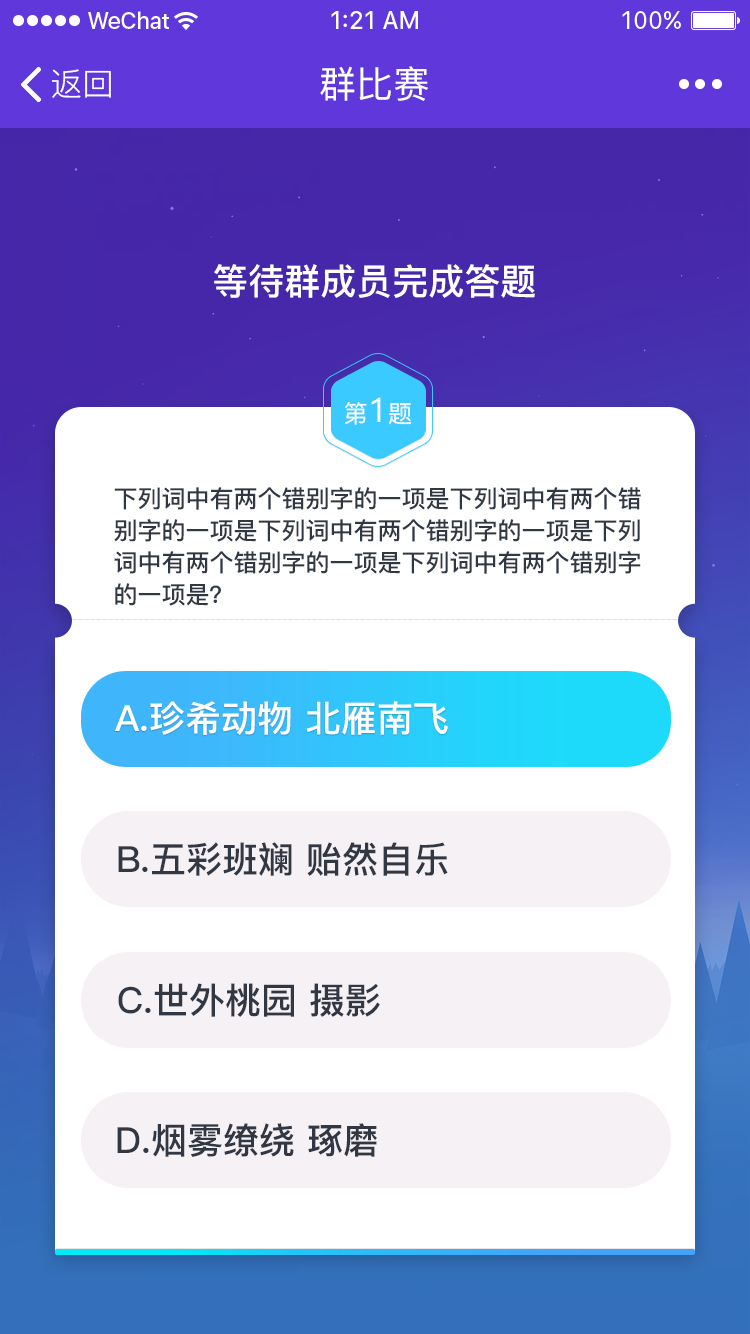 WeChat 1:21 AM 100%
返回 群比赛
等待群成员完成答题
第1题
下列词中有两个错别字的一项是下列词中有两个错
别字的一项是下列词中有两个错别字的一项是下列
词中有两个错别字的一项是下列词中有两个错别字
的一项是?
A.珍希动物 北雁南飞
B.五彩班斓 贻然自乐
C.世外桃园 摄影
D.烟雾缭绕 琢磨